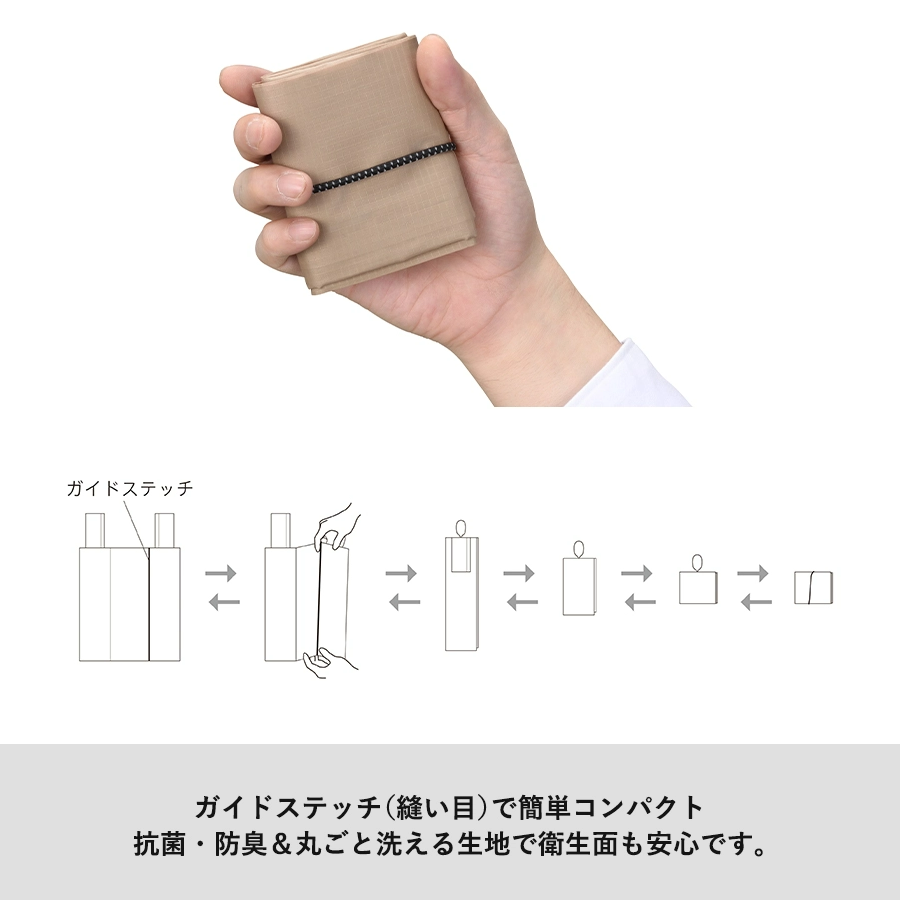 ガイドステッチ
ガイドステッチ(縫い目)で簡単コンパクト
抗菌・防臭&丸ごと洗える生地で衛生面も安心です。